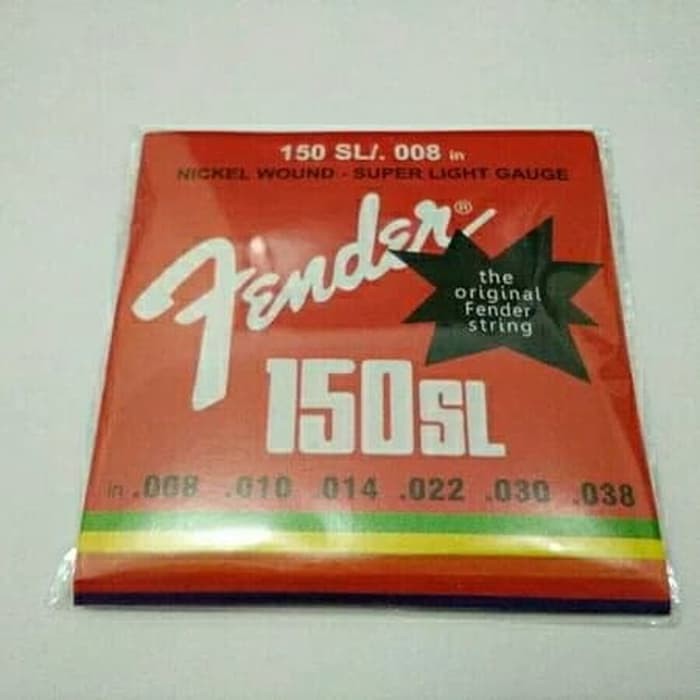 150 SL/. 008 in
NICKEL WOUND - SUPER LIGHT GAUGE
Fender®
the
original
Fender
string
150SL
in .008 .010 .014 .022 .030 .038